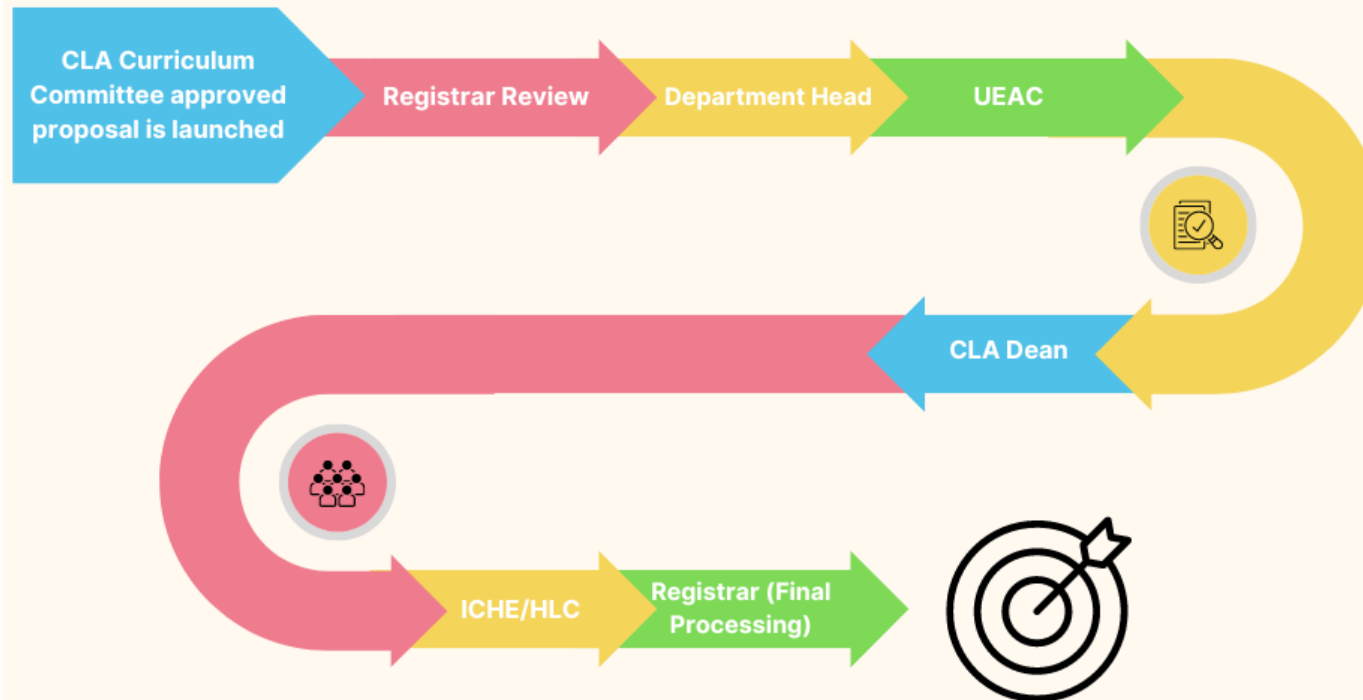 CLA Curriculum
Committee approved
proposal is launched
Registrar Review
Department Head
UEAC
CLA Dean
ICHE/HLC
Registrar (Final
Processing)